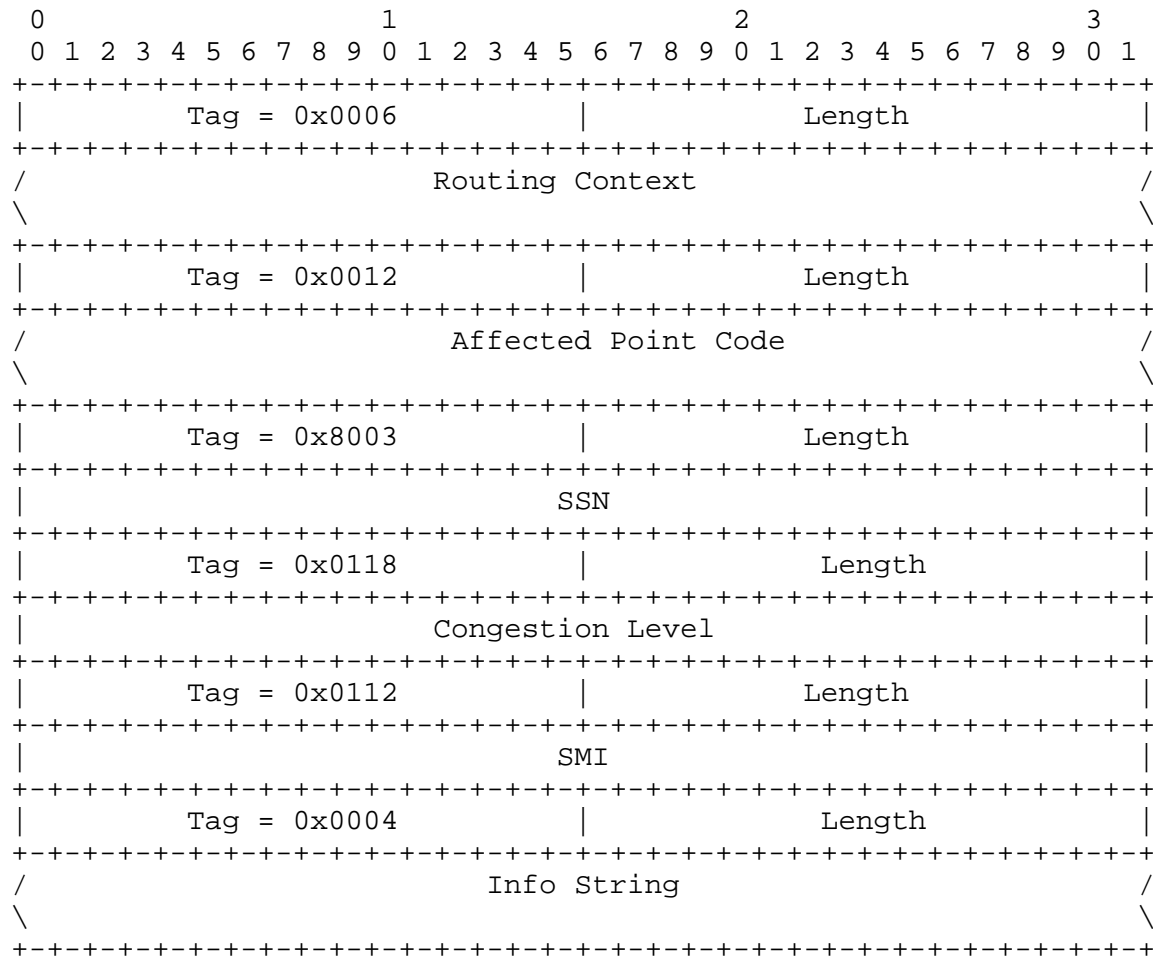 0                   1                   2                   3
 0 1 2 3 4 5 6 7 8 9 0 1 2 3 4 5 6 7 8 9 0 1 2 3 4 5 6 7 8 9 0 1
+-+-+-+-+-+-+-+-+-+-+-+-+-+-+-+-+-+-+-+-+-+-+-+-+-+-+-+-+-+-+-+-+
|         Tag = 0x0006          |            Length             |
+-+-+-+-+-+-+-+-+-+-+-+-+-+-+-+-+-+-+-+-+-+-+-+-+-+-+-+-+-+-+-+-+
/                       Routing Context                         /
\                                                               \
+-+-+-+-+-+-+-+-+-+-+-+-+-+-+-+-+-+-+-+-+-+-+-+-+-+-+-+-+-+-+-+-+
|         Tag = 0x0012          |            Length             |
+-+-+-+-+-+-+-+-+-+-+-+-+-+-+-+-+-+-+-+-+-+-+-+-+-+-+-+-+-+-+-+-+
/                        Affected Point Code                    /
\                                                               \
+-+-+-+-+-+-+-+-+-+-+-+-+-+-+-+-+-+-+-+-+-+-+-+-+-+-+-+-+-+-+-+-+
|         Tag = 0x8003          |            Length             |
+-+-+-+-+-+-+-+-+-+-+-+-+-+-+-+-+-+-+-+-+-+-+-+-+-+-+-+-+-+-+-+-+
|                              SSN                              |
+-+-+-+-+-+-+-+-+-+-+-+-+-+-+-+-+-+-+-+-+-+-+-+-+-+-+-+-+-+-+-+-+
|         Tag = 0x0118          |             Length            |
+-+-+-+-+-+-+-+-+-+-+-+-+-+-+-+-+-+-+-+-+-+-+-+-+-+-+-+-+-+-+-+-+
|                       Congestion Level                        |
+-+-+-+-+-+-+-+-+-+-+-+-+-+-+-+-+-+-+-+-+-+-+-+-+-+-+-+-+-+-+-+-+
|         Tag = 0x0112          |            Length             |
+-+-+-+-+-+-+-+-+-+-+-+-+-+-+-+-+-+-+-+-+-+-+-+-+-+-+-+-+-+-+-+-+
|                              SMI                              |
+-+-+-+-+-+-+-+-+-+-+-+-+-+-+-+-+-+-+-+-+-+-+-+-+-+-+-+-+-+-+-+-+
|         Tag = 0x0004          |             Length            |
+-+-+-+-+-+-+-+-+-+-+-+-+-+-+-+-+-+-+-+-+-+-+-+-+-+-+-+-+-+-+-+-+
/                          Info String                          /
\                                                               \
+-+-+-+-+-+-+-+-+-+-+-+-+-+-+-+-+-+-+-+-+-+-+-+-+-+-+-+-+-+-+-+-+